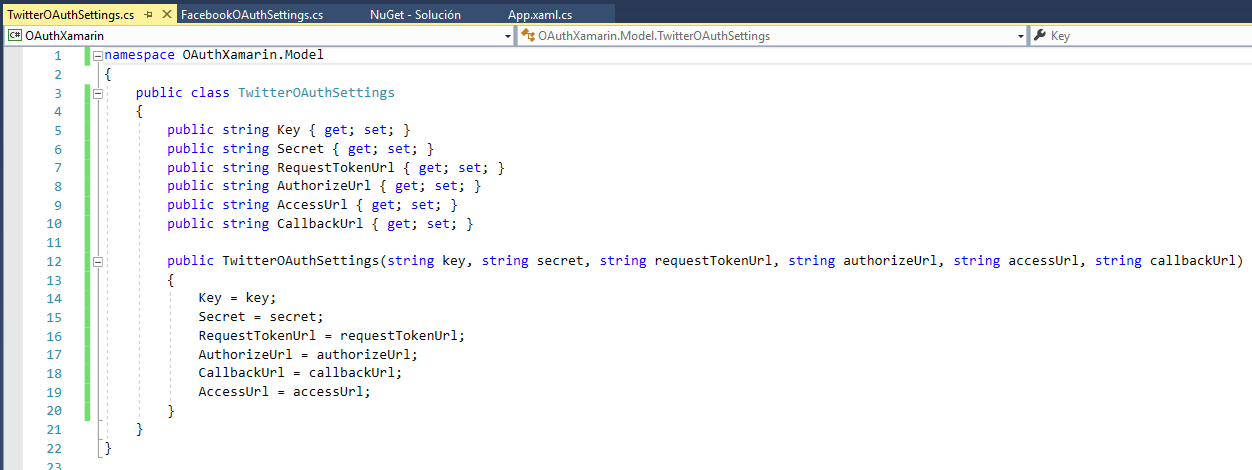 TwitterOAuthSettings.cs FacebookOAuthSettings.cs NuGet - Solución App.xaml.cs
C# OAuthXamarin OAuthXamarin.Model.TwitterOAuthSettings Key
1 namespace OAuthXamarin.Model
2 {
3 public class TwitterOAuthSettings
4 {
5 public string Key { get; set; }
6 public string Secret { get; set; }
7 public string RequestTokenUrl { get; set; }
8 public string AuthorizeUrl { get; set; }
9 public string AccessUrl { get; set; }
10 public string CallbackUrl { get; set; }
11
12 public TwitterOAuthSettings(string key, string secret, string requestTokenUrl, string authorizeUrl, string accessUrl, string callbackUrl)
13 {
14 Key = key;
15 Secret = secret;
16 RequestTokenUrl = requestTokenUrl;
17 AuthorizeUrl = authorizeUrl;
18 CallbackUrl = callbackUrl;
19 AccessUrl = accessUrl;
20 }
21 }
22 }
23